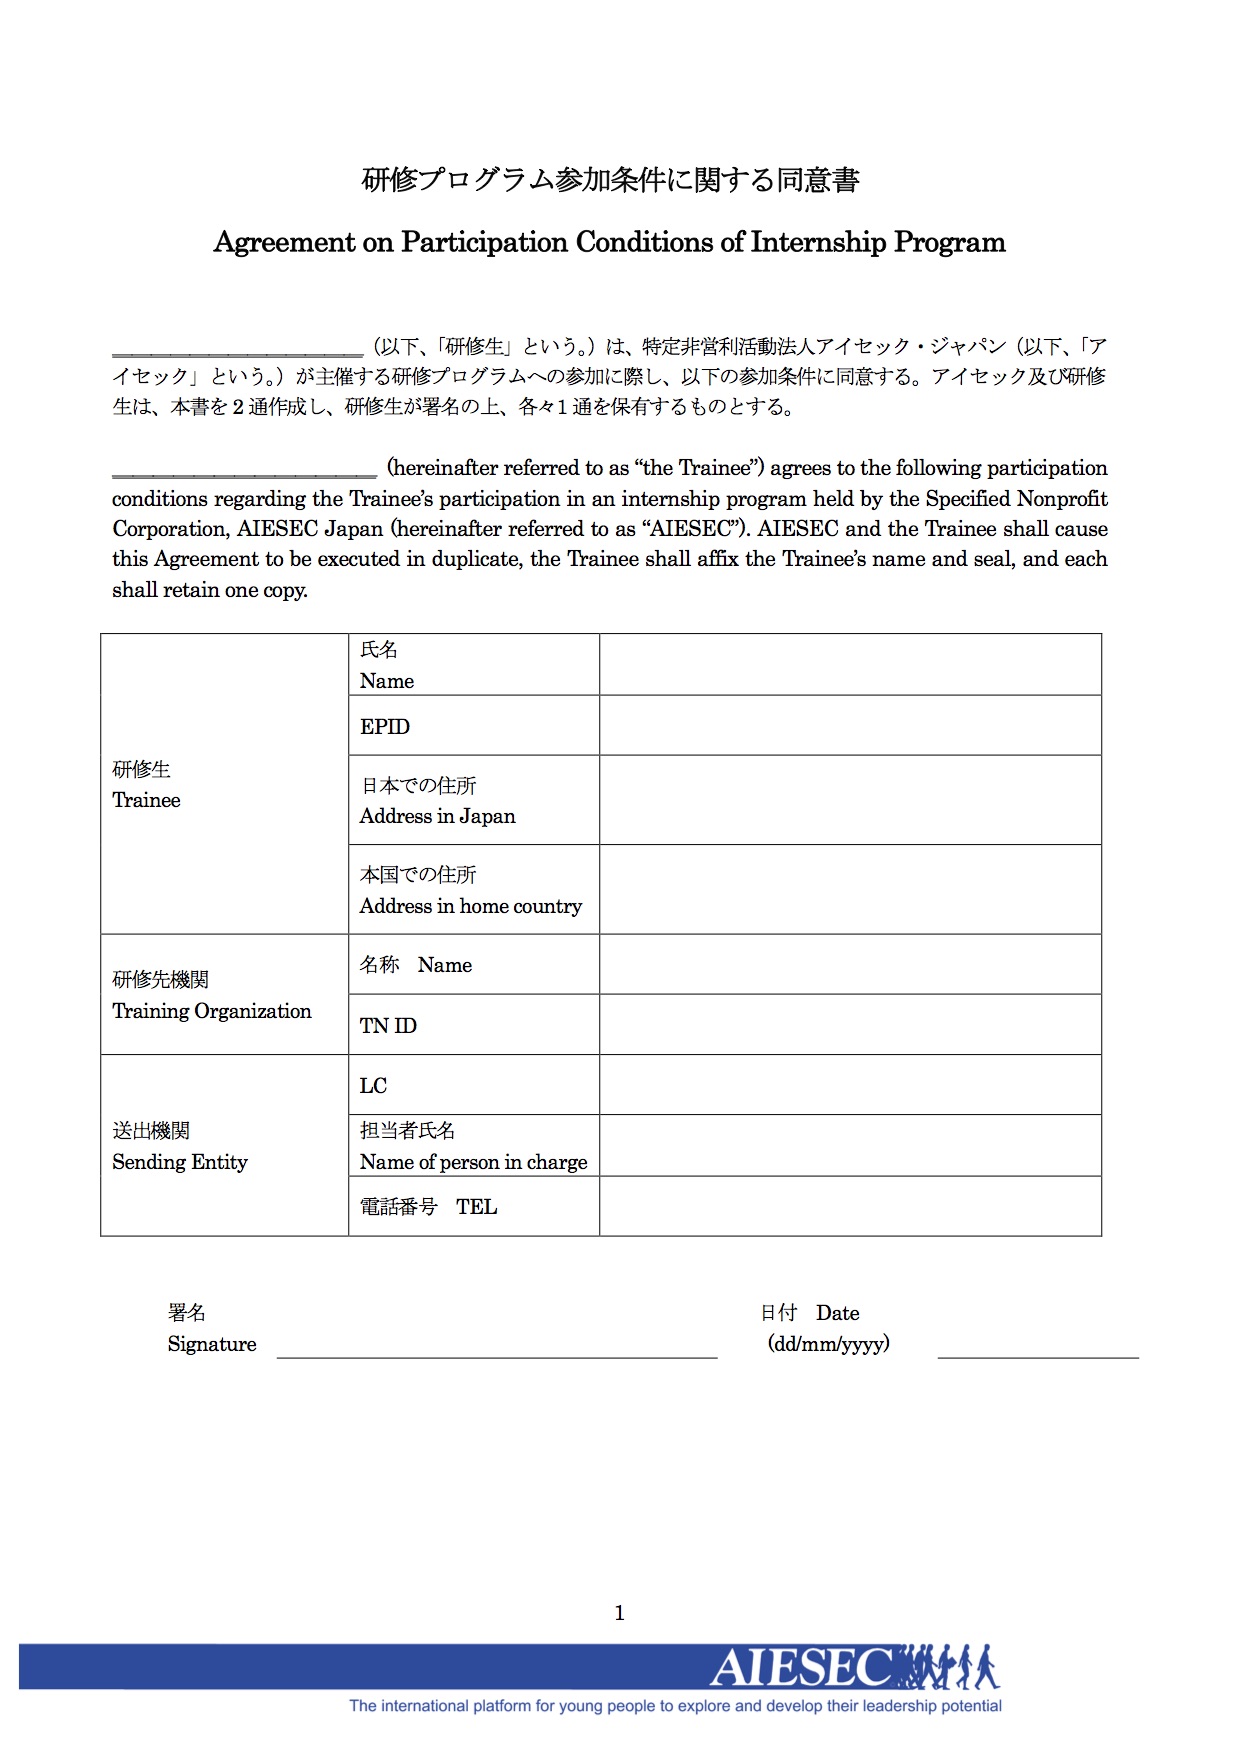 研修プログラム参加条件に関する同意書
Agreement on Participation Conditions of Internship Program
（以下、「研修生」という。）は、特定非営利活動法人アイセック・ジャパン（以下、「ア
イセック」という。）が主催する研修プログラムへの参加に際し、以下の参加条件に同意する。アイセック及び研修
生は、本書を 2 通作成し、研修生が署名の上、各々1 通を保有するものとする。
(hereinafter referred to as “the Trainee”) agrees to the following participation
conditions regarding the Trainee’s participation in an internship program held by the Specified Nonprofit
Corporation, AIESEC Japan (hereinafter referred to as “AIESEC”). AIESEC and the Trainee shall cause
this Agreement to be executed in duplicate, the Trainee shall affix the Trainee’s name and seal, and each
shall retain one copy.
研修生
Trainee
氏名
Name
EPID
日本での住所
Address in Japan
本国での住所
Address in home country
研修先機関
Training Organization
名称　Name
TN ID
送出機関
Sending Entity
LC
担当者氏名
Name of person in charge
電話番号　TEL
署名
Signature
日付　Date
(dd/mm/yyyy)
1
AIESEC
The international platform for young people to explore and develop their leadership potential